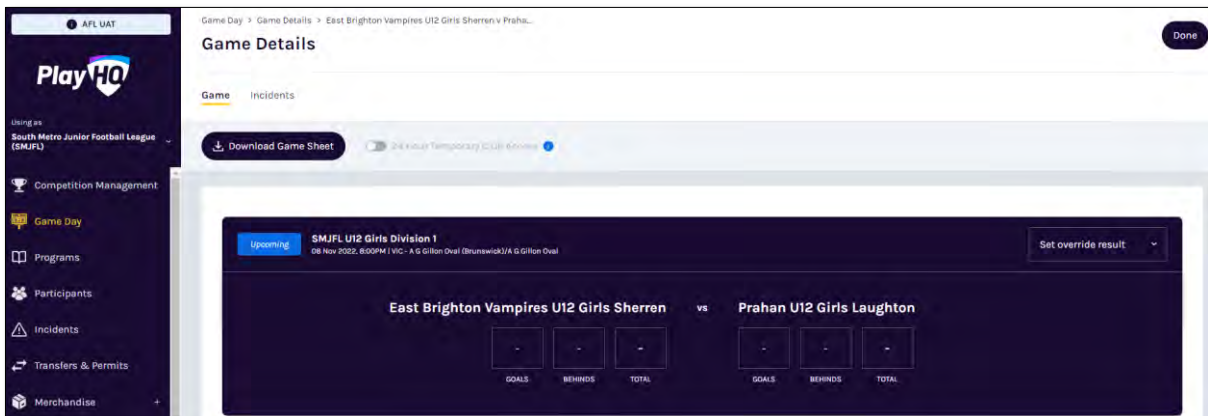 AFL UAT
PlayHQ
Using as
South Metro Junior Football League
(SMJFL)
Competition Management
Game Day
Programs
Participants
Incidents
Transfers & Permits
Merchandise +
Game Day > Game Details > East Brighton Vampires U12 Girls Sherren v Praha...
Game Details
Done
Game Incidents
Download Game Sheet
24 Hour Temporary Club Review
Upcoming
SMJFL U12 Girls Division 1
08 Nov 2022, 8:00PM | VIC - A G Gillon Oval (Brunswick)/A G Gillon Oval
Set override result
East Brighton Vampires U12 Girls Sherren vs Prahan U12 Girls Laughton
- - - - - -
GOALS BEHINDS TOTAL GOALS BEHINDS TOTAL